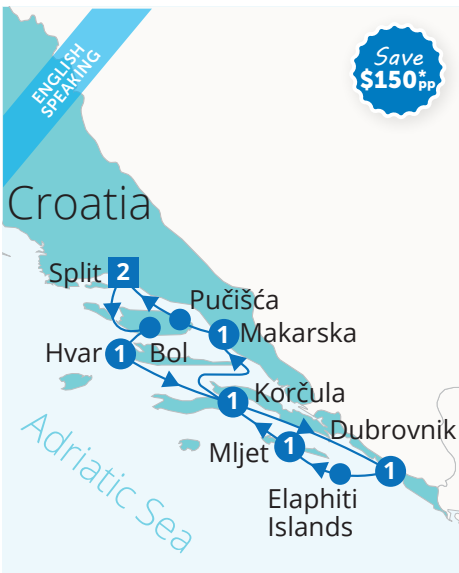 ENGLISH
SPEAKING
Save
$150*pp
Croatia
Split 2
Pučišća
1 Makarska
Hvar 1 Bol
1 Korčula
Dubrovnik
Mljet 1
1
Elaphiti
Islands
Adriatic Sea